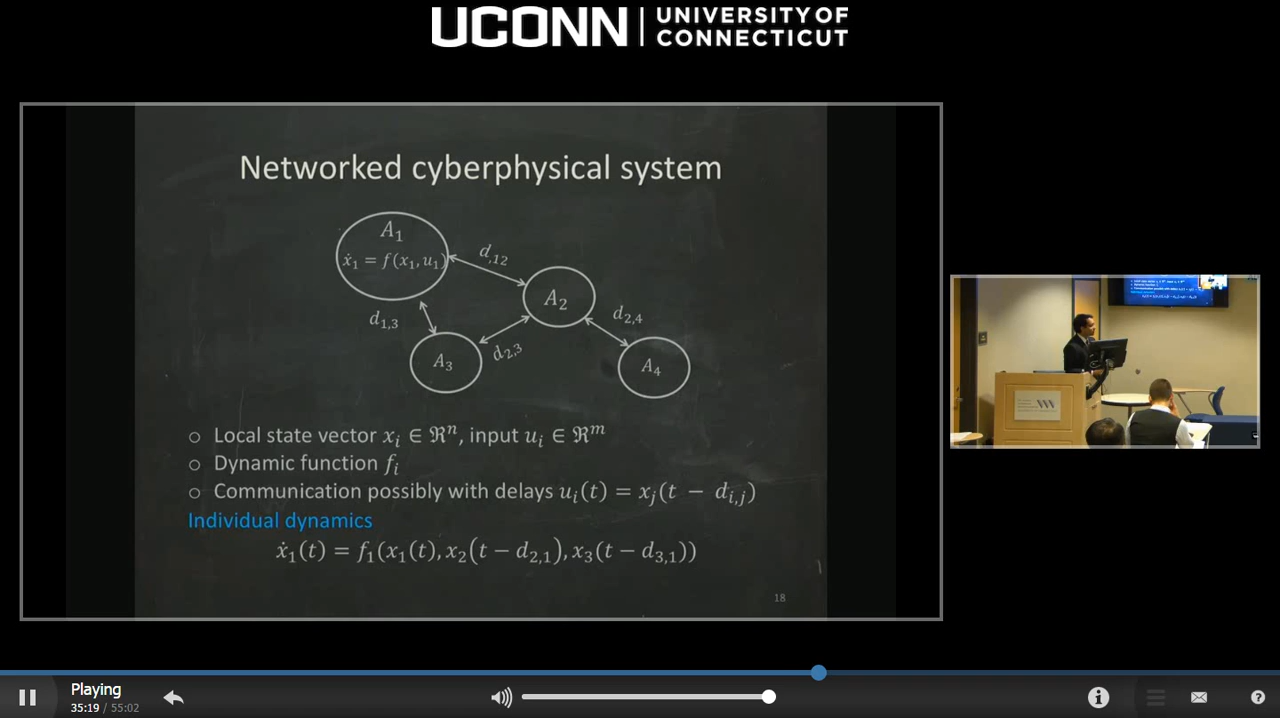 UCONN | UNIVERSITY OF
CONNECTICUT
Networked cyberphysical system
A₁
ẋ₁ = f(x₁, u₁)
d,₁₂
A₂
d₁,₃
d₂,₄
d₂,₃
A₃
A₄
○ Local state vector xᵢ ∈ ℜⁿ, input uᵢ ∈ ℜᵐ
○ Dynamic function fᵢ
○ Communication possibly with delays uᵢ(t) = xⱼ(t − dᵢ,ⱼ)
Individual dynamics
ẋ₁(t) = f₁(x₁(t), x₂(t − d₂,₁), x₃(t − d₃,₁))
18
Playing
35:19 / 55:02